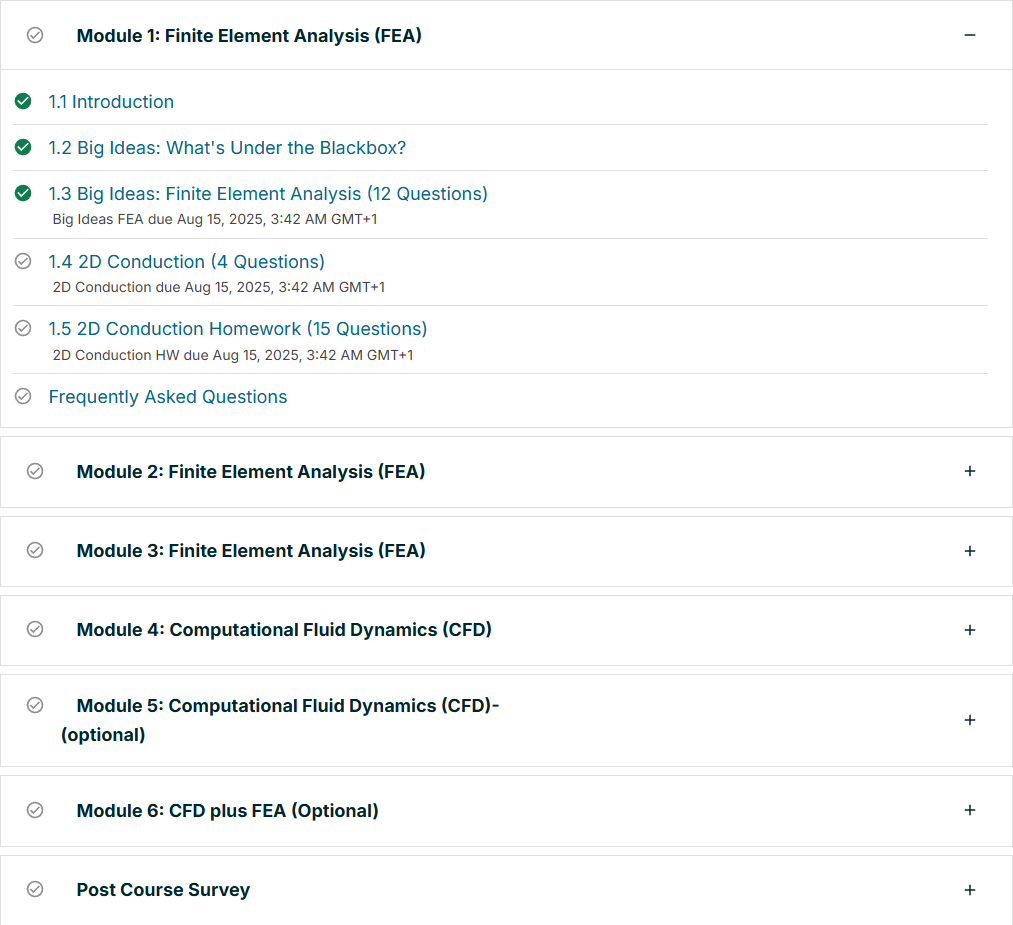 Module 1: Finite Element Analysis (FEA)
1.1 Introduction
1.2 Big Ideas: What's Under the Blackbox?
1.3 Big Ideas: Finite Element Analysis (12 Questions)
Big Ideas FEA due Aug 15, 2025, 3:42 AM GMT+1
1.4 2D Conduction (4 Questions)
2D Conduction due Aug 15, 2025, 3:42 AM GMT+1
1.5 2D Conduction Homework (15 Questions)
2D Conduction HW due Aug 15, 2025, 3:42 AM GMT+1
Frequently Asked Questions
Module 2: Finite Element Analysis (FEA)
Module 3: Finite Element Analysis (FEA)
Module 4: Computational Fluid Dynamics (CFD)
Module 5: Computational Fluid Dynamics (CFD)-
(optional)
Module 6: CFD plus FEA (Optional)
Post Course Survey